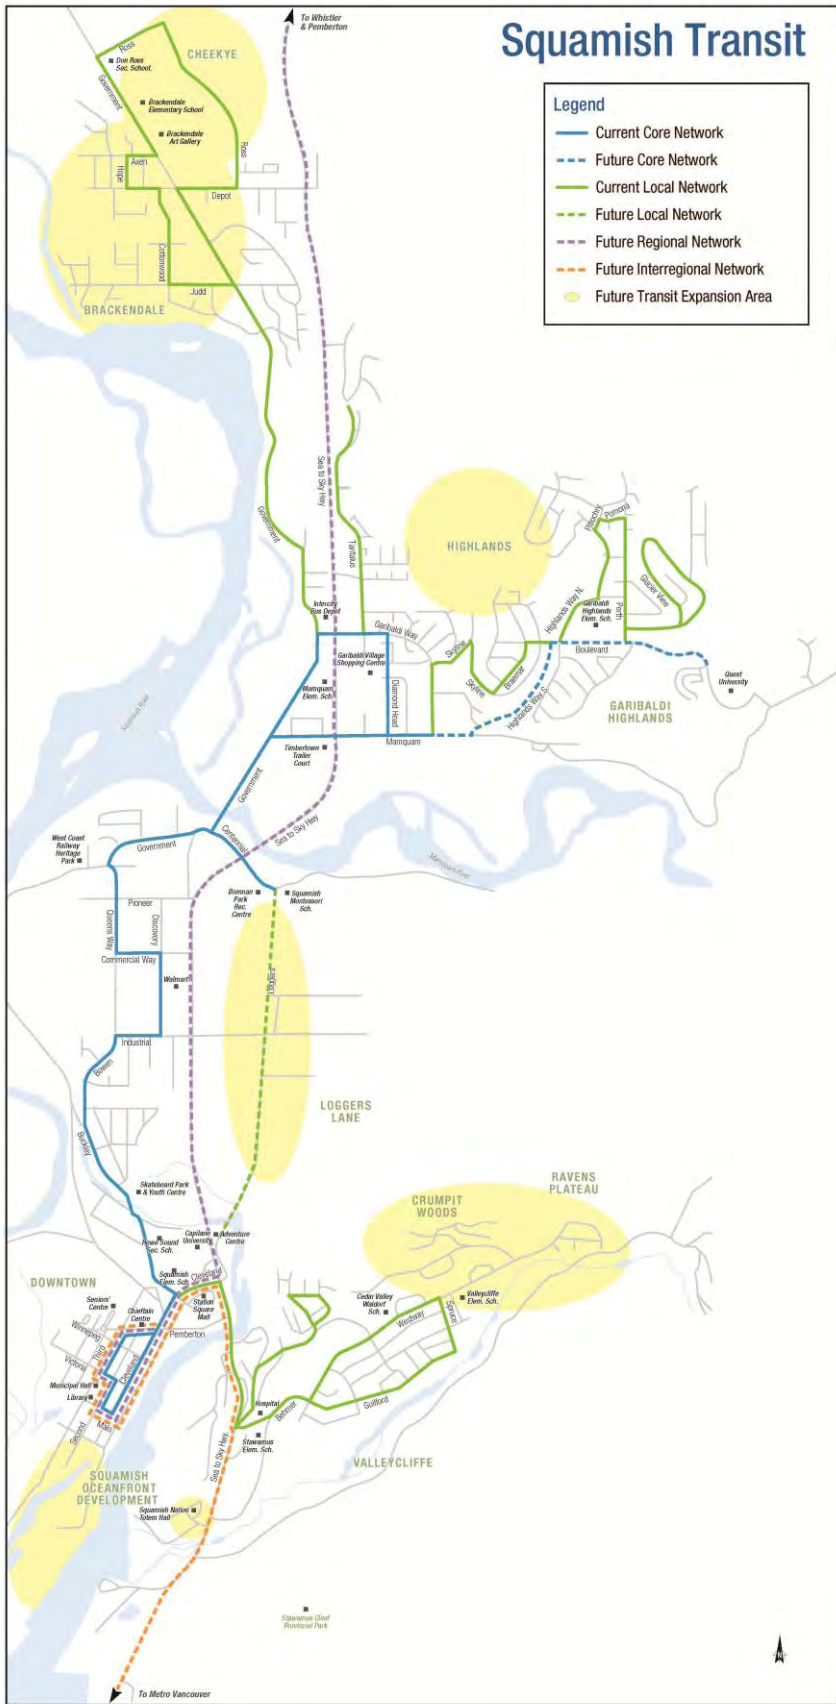 To Whistler
& Pemberton
Squamish Transit
Legend
Current Core Network
Future Core Network
Current Local Network
Future Local Network
Future Regional Network
Future Interregional Network
Future Transit Expansion Area
Ross
CHEEKYE
Don Ross
Sec. School.
Government
Brackendale
Elementary School
Brackendale
Art Gallery
Axen
Hope
Ross
Depot
Cottonwood
Judd
BRACKENDALE
Sea to Sky Hwy
Government
Tantalus
HIGHLANDS
Pomona
Highlands Way N.
Perth
Glacier View
Intercity
Bus Depot
Garibaldi Way
Garibaldi
Highlands
Elem. Sch.
Garibaldi Village
Shopping Centre
Skyline
Boulevard
Mamquam
Elem. Sch.
Diamond Head
Skyline
Braemar
Highlands Way S.
Quest
University
GARIBALDI
HIGHLANDS
Squamish River
Timbertown
Trailer
Court
Mamquam
Government
Sea to Sky Hwy
Centennial
West Coast
Railway
Heritage
Park
Government
Mamquam River
Brennan
Park
Rec.
Centre
Squamish
Montessori
Sch.
Pioneer
Queens Way
Discovery
Commercial Way
Walmart
Loggers
Industrial
Bowen
LOGGERS
LANE
Buckley
Skateboard Park
& Youth Centre
RAVENS
PLATEAU
CRUMPIT
WOODS
Howe Sound
Sec. Sch.
Capilano
University
Adventure
Centre
Squamish
Elem. Sch.
Cleveland
DOWNTOWN
Seniors'
Centre
Chieftain
Centre
Station
Square
Mall
Cedar Valley
Waldorf
Sch.
Valleycliffe
Elem. Sch.
Winnipeg
Pemberton
Westway
Spruce
Third
Victoria
Cleveland
Municipal Hall
Library
Second
Main
Hospital
Behrner
Guilford
Stawamus
Elem. Sch.
Sea to Sky Hwy.
VALLEYCLIFFE
SQUAMISH
OCEANFRONT
DEVELOPMENT
Squamish Nation
Totem Hall
Stawamus Chief
Provincial Park
N
To Metro Vancouver